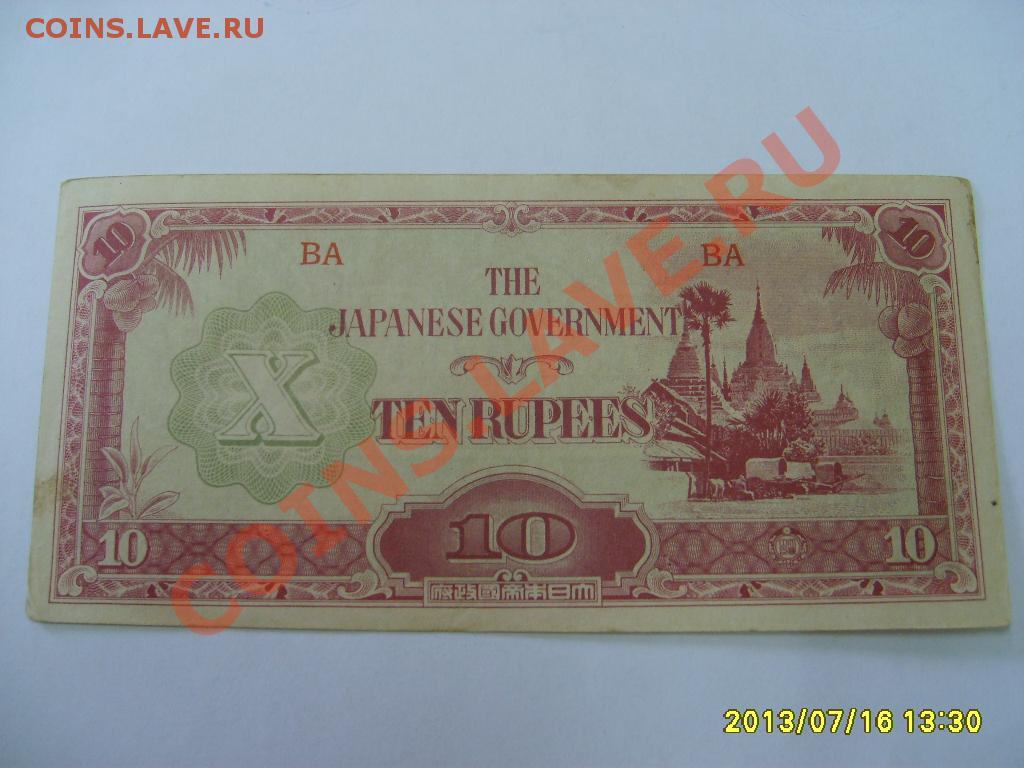 COINS.LAVE.RU
10
10
BA
BA
THE
JAPANESE GOVERNMENT
X
TEN RUPEES
10
10
10
府政國帝本日大
COINS.LAVE.RU
2013/07/16 13:30